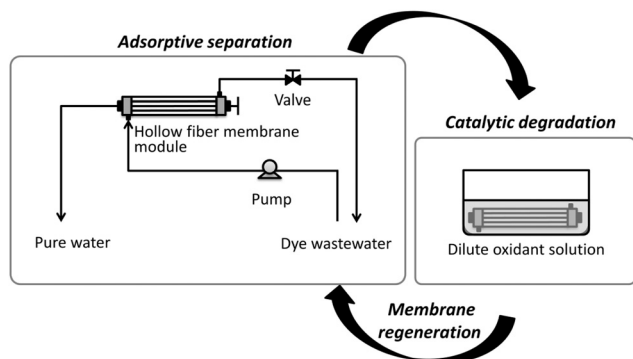 Adsorptive separation
Valve
Hollow fiber membrane
module
Pump
Pure water
Dye wastewater
Catalytic degradation
Dilute oxidant solution
Membrane
regeneration